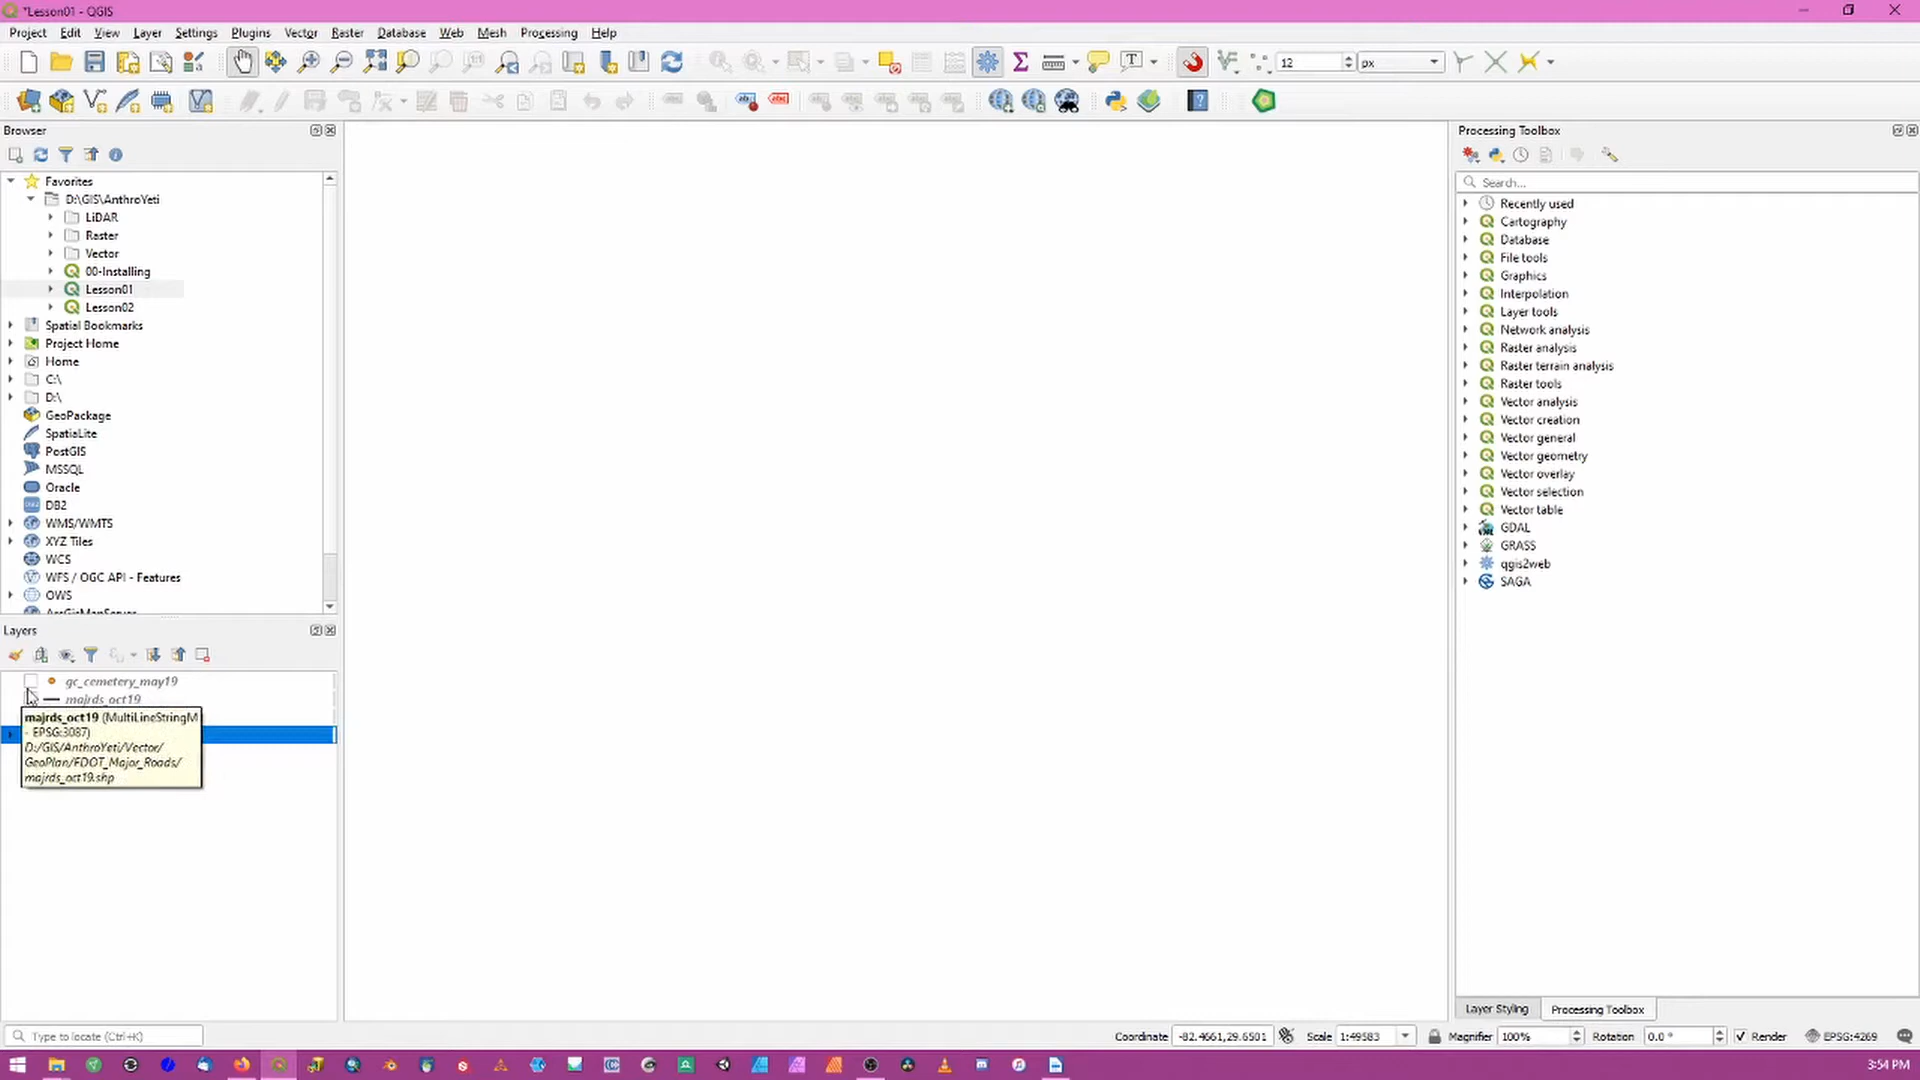 *Lesson01 - QGIS
Project Edit View Layer Settings Plugins Vector Raster Database Web Mesh Processing Help
12 px
Browser
Favorites
D:\GIS\AnthroYeti
LiDAR
Raster
Vector
00-Installing
Lesson01
Lesson02
Spatial Bookmarks
Project Home
Home
C:\
D:\
GeoPackage
SpatiaLite
PostGIS
MSSQL
Oracle
DB2
WMS/WMTS
XYZ Tiles
WCS
WFS / OGC API - Features
OWS
ArcGisMapServer
Layers
gc_cemetery_may19
majrds_oct19
majrds_oct19 (MultiLineStringM
- EPSG:3087)
D:/GIS/AnthroYeti/Vector/
GeoPlan/FDOT_Major_Roads/
majrds_oct19.shp
Processing Toolbox
Search...
Recently used
Cartography
Database
File tools
Graphics
Interpolation
Layer tools
Network analysis
Raster analysis
Raster terrain analysis
Raster tools
Vector analysis
Vector creation
Vector general
Vector geometry
Vector overlay
Vector selection
Vector table
GDAL
GRASS
qgis2web
SAGA
Layer Styling Processing Toolbox
Type to locate (Ctrl+K) Coordinate -82.4661,29.6501 Scale 1:49583 Magnifier 100% Rotation 0.0 ° Render EPSG:4269
3:54 PM